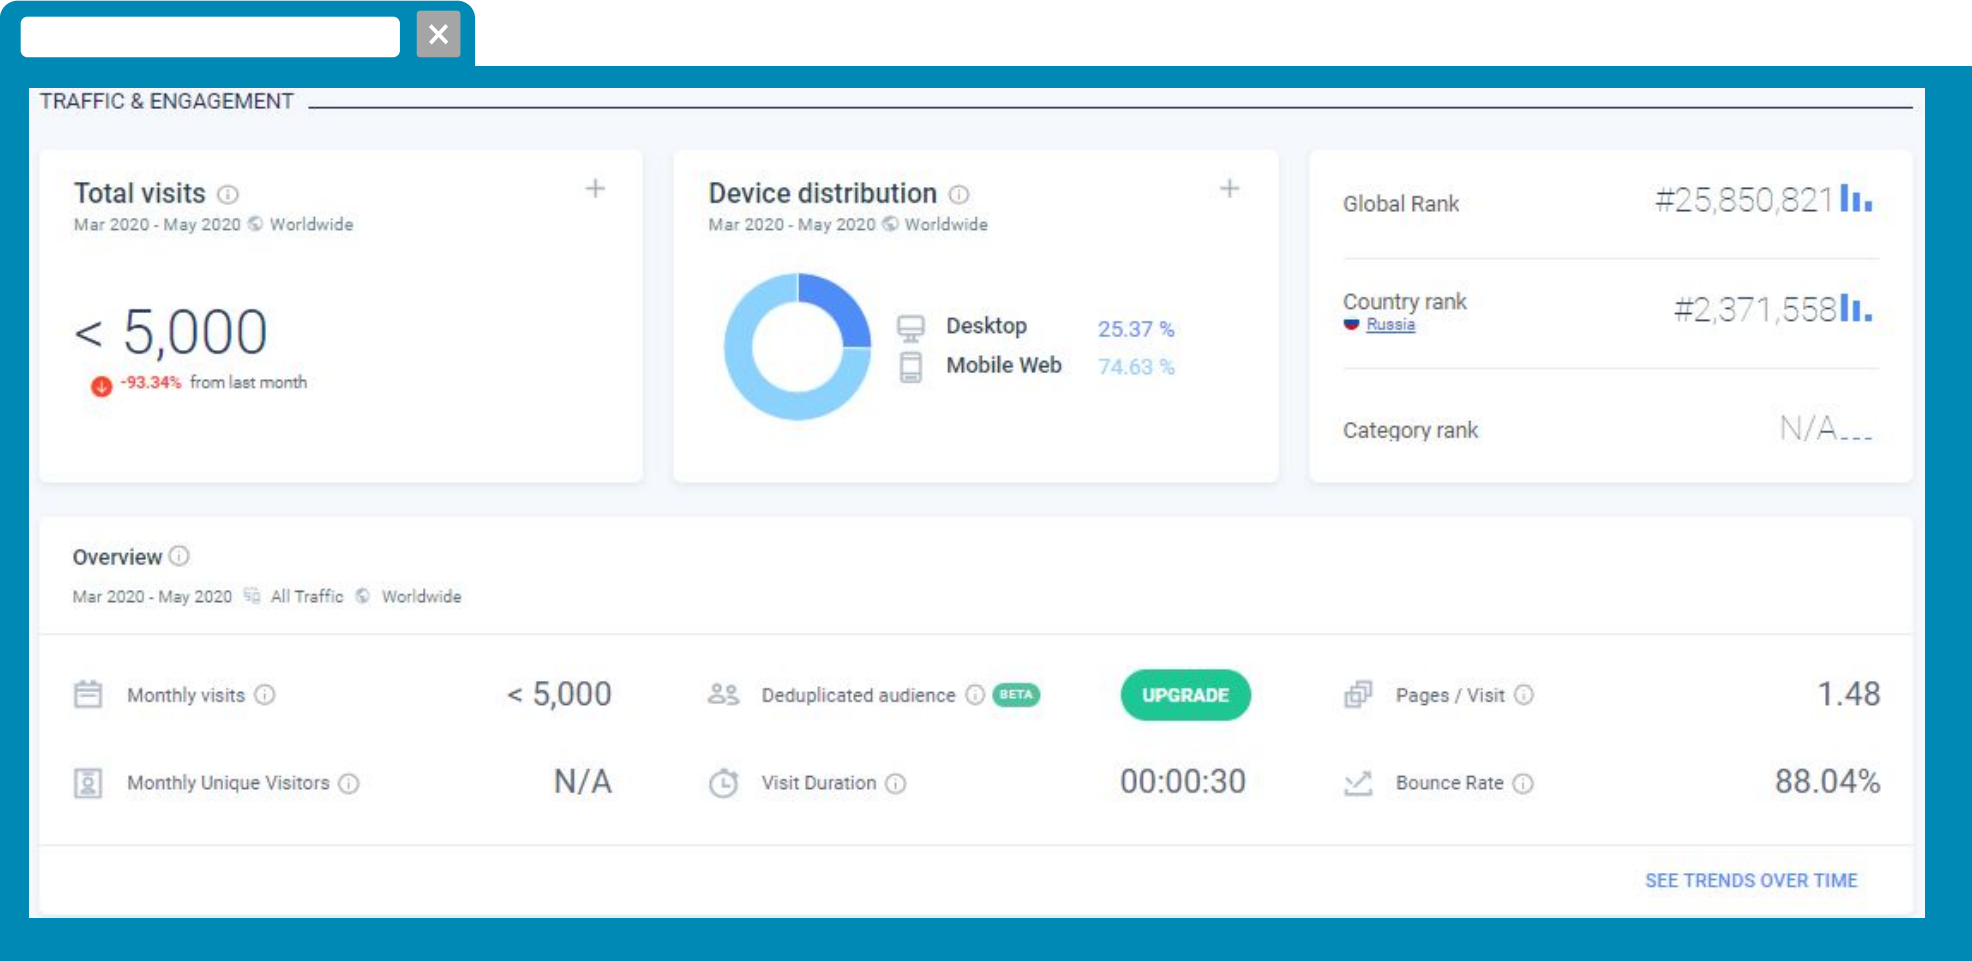 TRAFFIC & ENGAGEMENT
Total visits
Mar 2020 - May 2020 Worldwide
< 5,000
-93.34% from last month
Device distribution
Mar 2020 - May 2020 Worldwide
Desktop 25.37 %
Mobile Web 74.63 %
Global Rank #25,850,821
Country rank #2,371,558
Russia
Category rank N/A
Overview
Mar 2020 - May 2020 All Traffic Worldwide
Monthly visits < 5,000 Deduplicated audience BETA UPGRADE Pages / Visit 1.48
Monthly Unique Visitors N/A Visit Duration 00:00:30 Bounce Rate 88.04%
SEE TRENDS OVER TIME